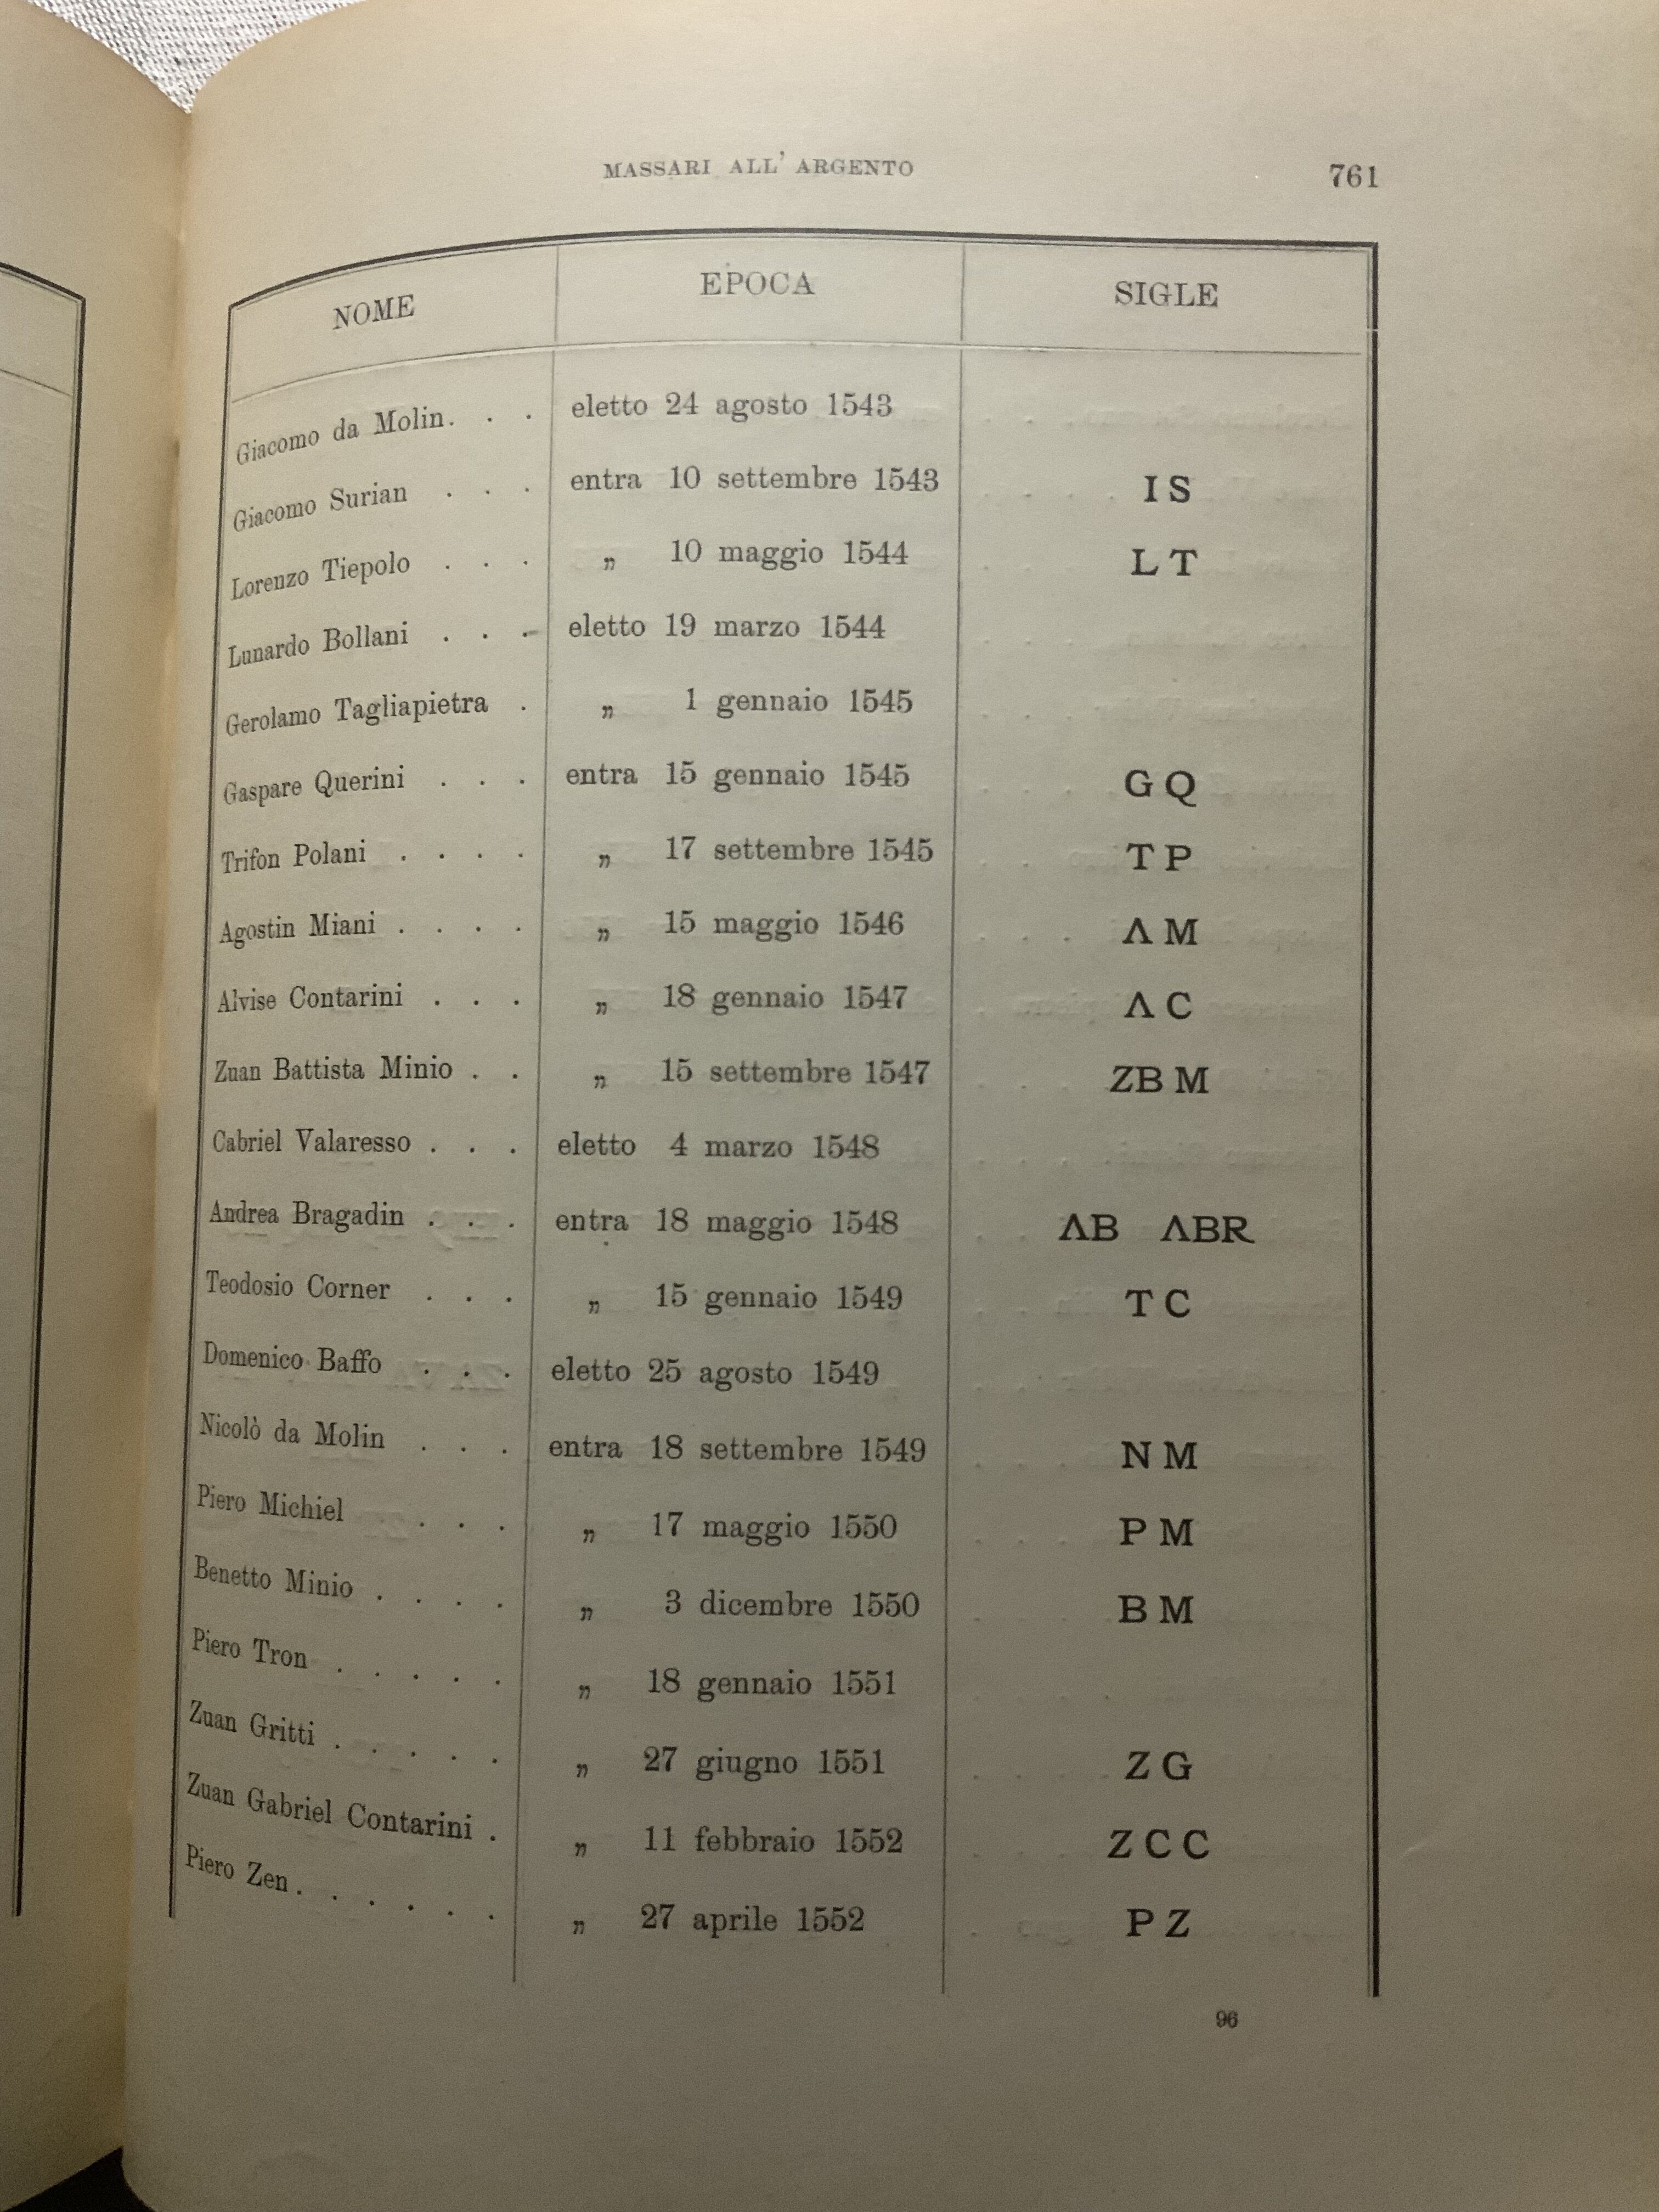 MASSARI ALL' ARGENTO 761
NOME EPOCA SIGLE
Giacomo da Molin. . . eletto 24 agosto 1543
Giacomo Surian . . . entra 10 settembre 1543 I S
Lorenzo Tiepolo . . . „ 10 maggio 1544 L T
Lunardo Bollani . . . eletto 19 marzo 1544
Gerolamo Tagliapietra . „ 1 gennaio 1545
Gaspare Querini . . . entra 15 gennaio 1545 G Q
Trifon Polani . . . . „ 17 settembre 1545 T P
Agostin Miani . . . . „ 15 maggio 1546 Λ M
Alvise Contarini . . . „ 18 gennaio 1547 Λ C
Zuan Battista Minio . . „ 15 settembre 1547 ZB M
Cabriel Valaresso . . . eletto 4 marzo 1548
Andrea Bragadin . . . entra 18 maggio 1548 ΛB ΛBR
Teodosio Corner . . . „ 15 gennaio 1549 T C
Domenico Baffo . . . eletto 25 agosto 1549
Nicolò da Molin . . . entra 18 settembre 1549 N M
Piero Michiel . . . „ 17 maggio 1550 P M
Benetto Minio . . . . „ 3 dicembre 1550 B M
Piero Tron . . . . . „ 18 gennaio 1551
Zuan Gritti . . . . . „ 27 giugno 1551 Z G
Zuan Gabriel Contarini . „ 11 febbraio 1552 Z C C
Piero Zen . . . . . . „ 27 aprile 1552 P Z
96